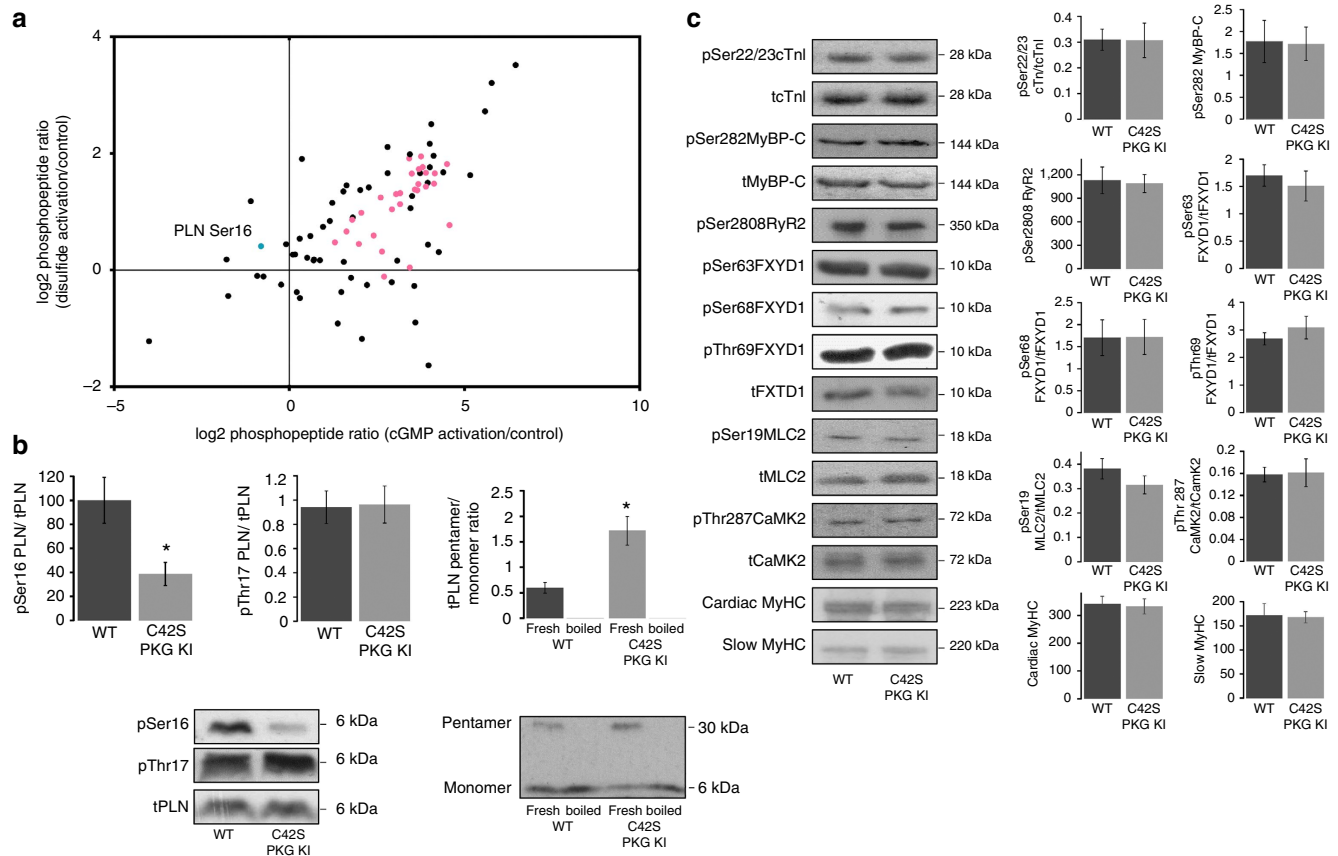 a
4
2
0
−2
−5
0
5
10
log2 phosphopeptide ratio
(disulfide activation/control)
PLN Ser16
log2 phosphopeptide ratio (cGMP activation/control)
b
pSer16 PLN/ tPLN
120
100
80
60
40
20
0
*
WT
C42S
PKG KI
pThr17 PLN/ tPLN
1.2
1
0.8
0.6
0.4
0.2
0
WT
C42S
PKG KI
tPLN pentamer/
monomer ratio
2.5
2
1.5
1
0.5
0
*
Fresh boiled
WT
Fresh boiled
C42S
PKG KI
pSer16
6 kDa
pThr17
6 kDa
tPLN
6 kDa
WT
C42S
PKG KI
Pentamer
30 kDa
Monomer
6 kDa
Fresh boiled
WT
Fresh boiled
C42S
PKG KI
c
pSer22/23cTnI
28 kDa
tcTnI
28 kDa
pSer282MyBP-C
144 kDa
tMyBP-C
144 kDa
pSer2808RyR2
350 kDa
pSer63FXYD1
10 kDa
pSer68FXYD1
10 kDa
pThr69FXYD1
10 kDa
tFXTD1
10 kDa
pSer19MLC2
18 kDa
tMLC2
18 kDa
pThr287CaMK2
72 kDa
tCaMK2
72 kDa
Cardiac MyHC
223 kDa
Slow MyHC
220 kDa
WT
C42S
PKG KI
pSer22/23
cTn/tcTnI
0.4
0.3
0.2
0.1
0
WT
C42S
PKG KI
pSer282 MyBP-C
2.5
2.0
1.5
1.0
0.5
0
WT
C42S
PKG KI
pSer2808 RyR2
1,200
900
600
300
0
WT
C42S
PKG KI
pSer63
FXYD1/tFXYD1
2
1.5
1
0.5
0
WT
C42S
PKG KI
pSer68
FXYD1/tFXYD1
2.5
2
1.5
1
0.5
0
WT
C42S
PKG KI
pThr69
FXYD1/tFXYD1
4
3
2
1
0
WT
C42S
PKG KI
pSer19
MLC2/tMLC2
0.4
0.3
0.2
0.1
0
WT
C42S
PKG KI
pThr 287
CaMK2/tCamK2
0.16
0.12
0.08
0.04
0
WT
C42S
PKG KI
Cardiac MyHC
300
200
100
0
WT
C42S
PKG KI
Slow MyHC
200
150
100
50
0
WT
C42S
PKG KI